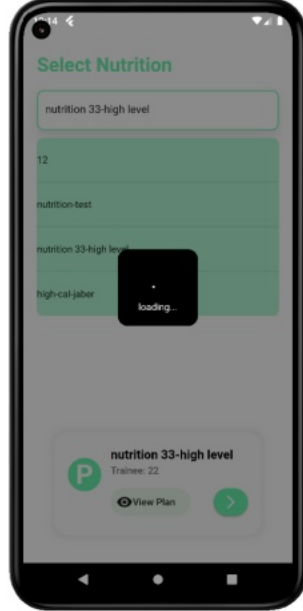 Select Nutrition
nutrition 33-high level
12
nutrition-test
nutrition 33-high level
high-cal-jaber
loading...
nutrition 33-high level
P
Trainee: 22
View Plan